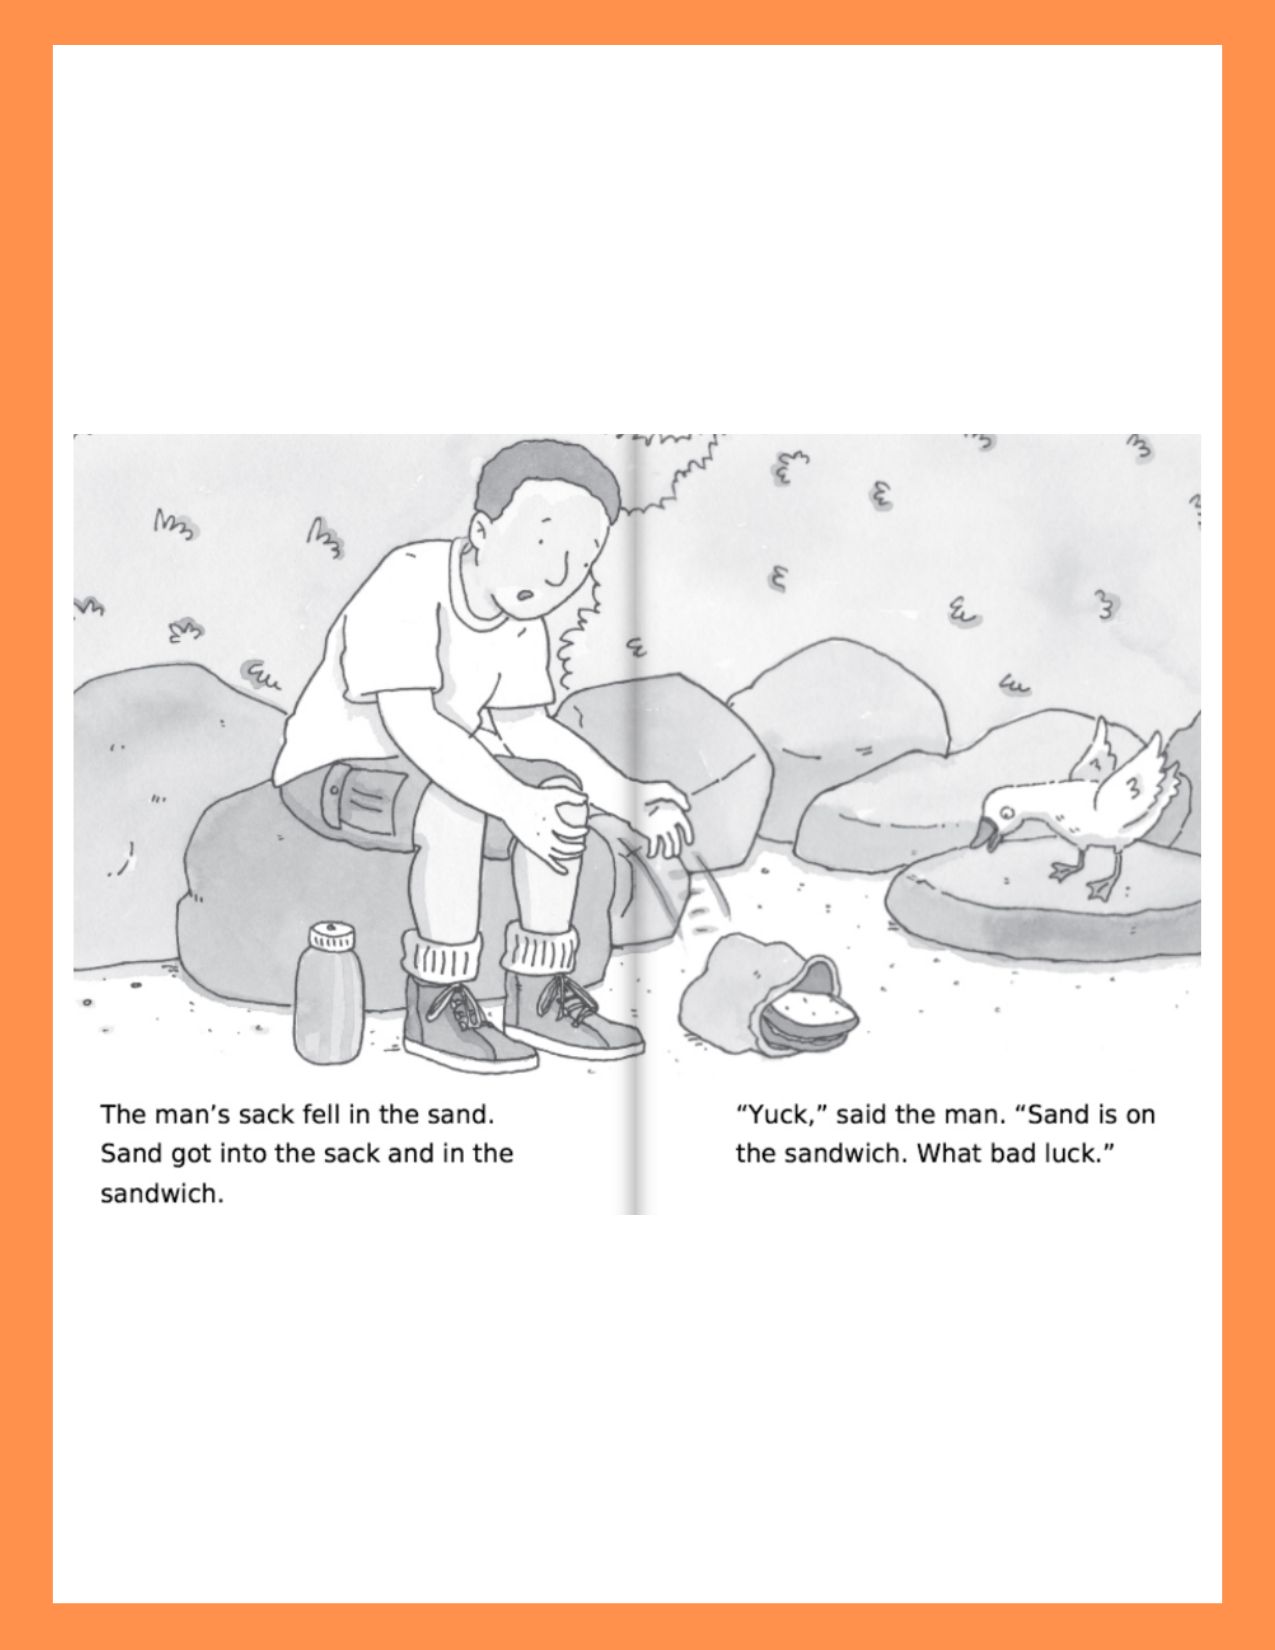 The man’s sack fell in the sand.
Sand got into the sack and in the
sandwich.
“Yuck,” said the man. “Sand is on
the sandwich. What bad luck.”